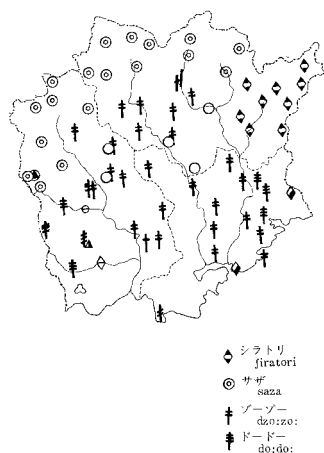 シラトリ
ʃiratori
サザ
saza
ゾーゾー
dzo:zo:
ドードー
do:do: